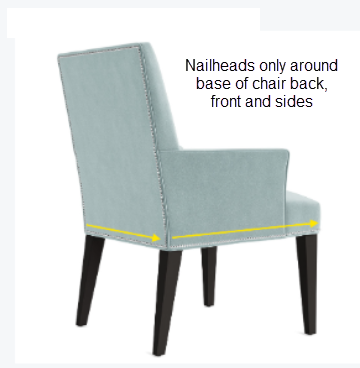 Nailheads only around
base of chair back,
front and sides